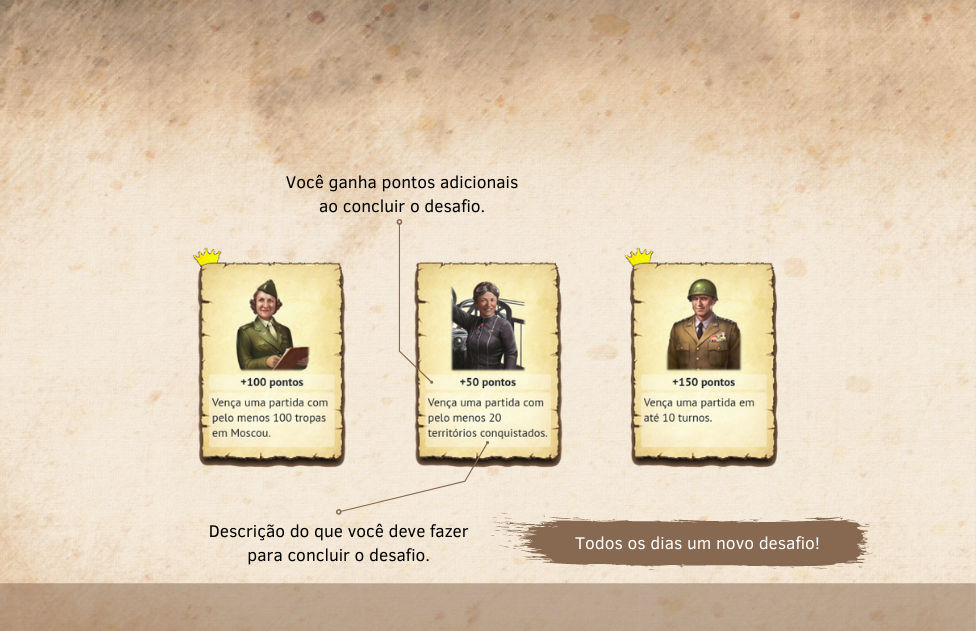 Você ganha pontos adicionais
ao concluir o desafio.
+100 pontos
Vença uma partida com
pelo menos 100 tropas
em Moscou.
+50 pontos
Vença uma partida com
pelo menos 20
territórios conquistados.
+150 pontos
Vença uma partida em
até 10 turnos.
Descrição do que você deve fazer
para concluir o desafio.
Todos os dias um novo desafio!